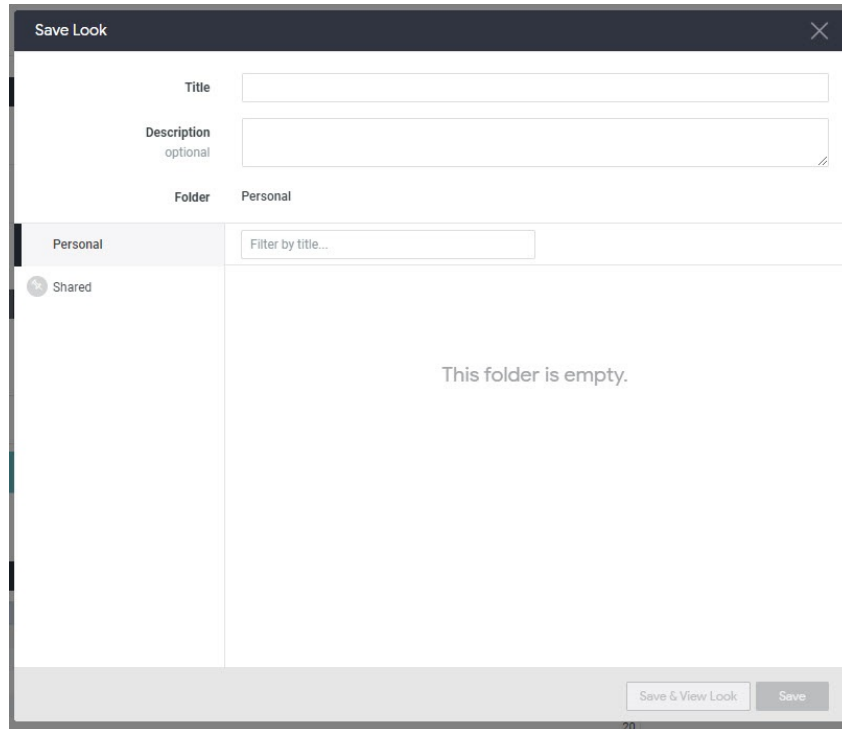 Save Look
Title
Description
optional
Folder Personal
Personal
Filter by title...
Shared
This folder is empty.
Save & View Look Save
20